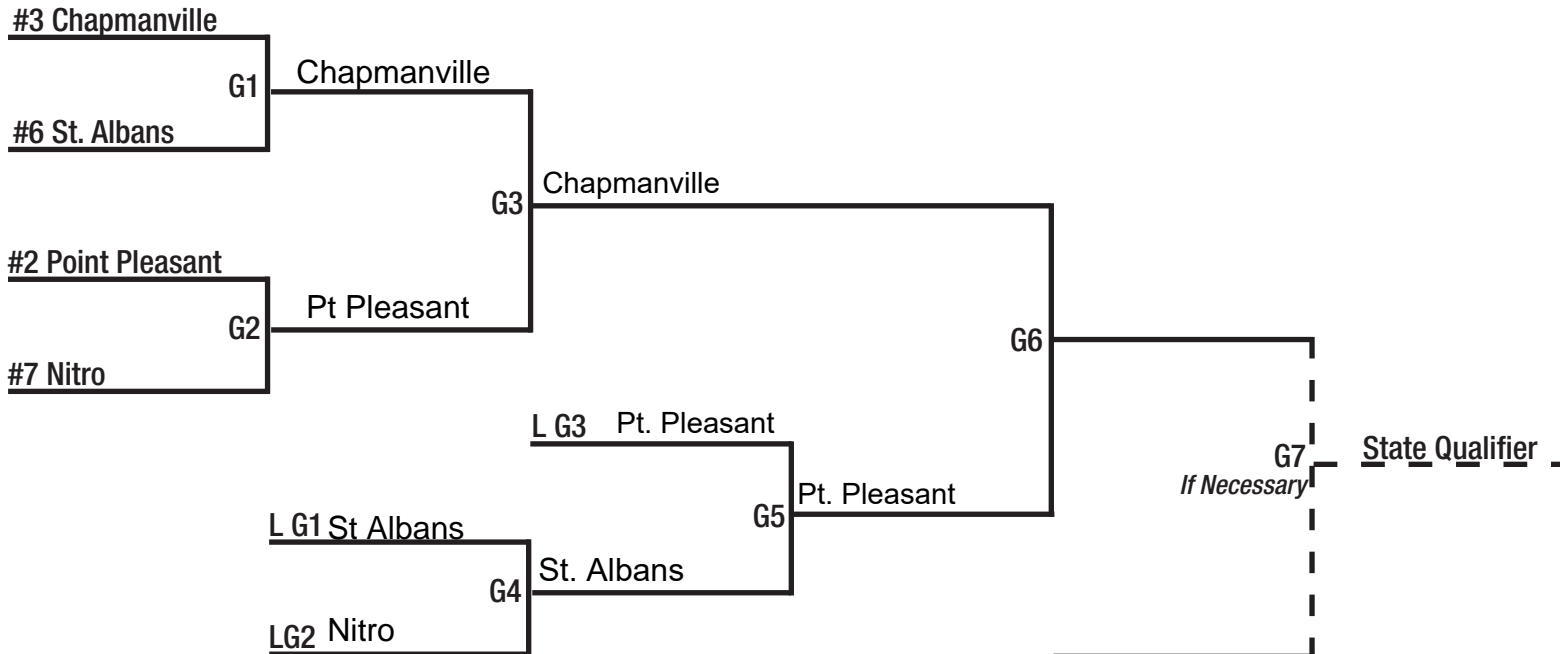 #3 Chapmanville
G1
Chapmanville
#6 St. Albans
G3
Chapmanville
#2 Point Pleasant
G2
Pt Pleasant
#7 Nitro
G6
L G3 Pt. Pleasant
G7
If Necessary
State Qualifier
G5
Pt. Pleasant
L G1 St Albans
G4
St. Albans
LG2 Nitro